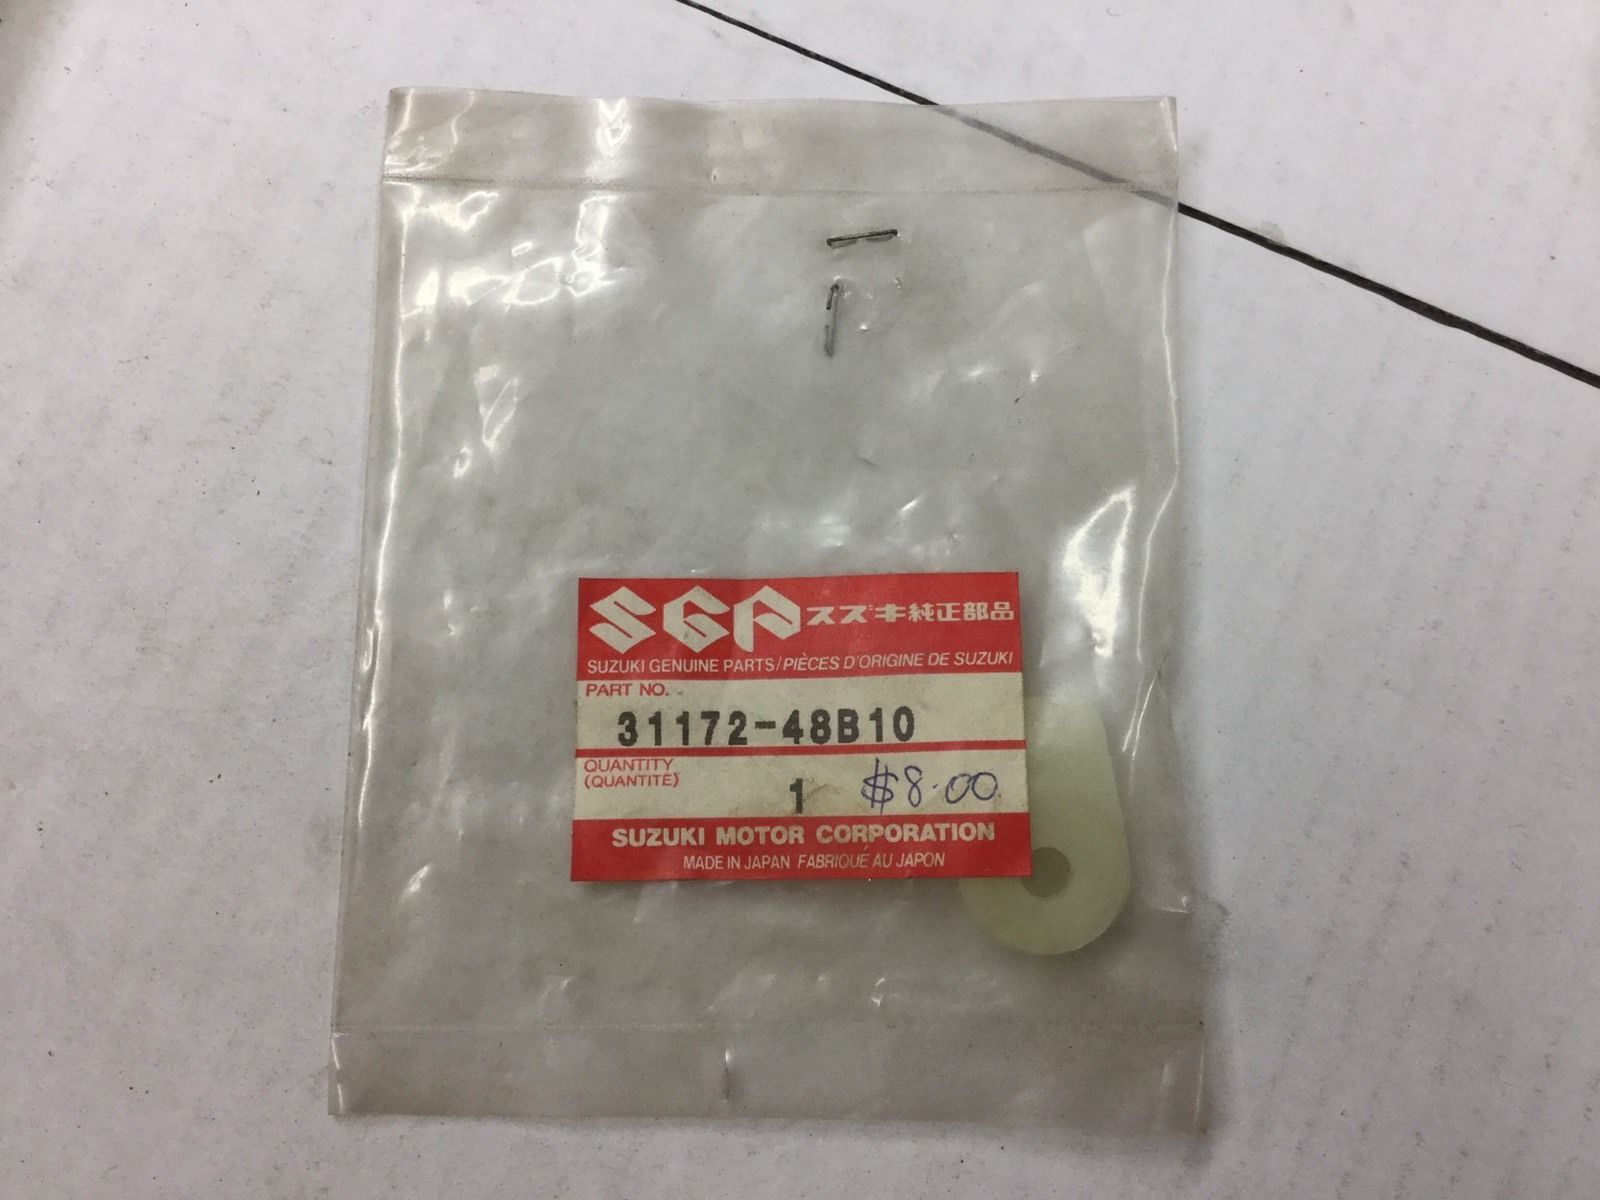 SGP スズキ純正部品
SUZUKI GENUINE PARTS/PIÈCES D'ORIGINE DE SUZUKI
PART NO.
31172-48B10
QUANTITY
(QUANTITÉ)
1 $8.00
SUZUKI MOTOR CORPORATION
MADE IN JAPAN FABRIQUÉ AU JAPON